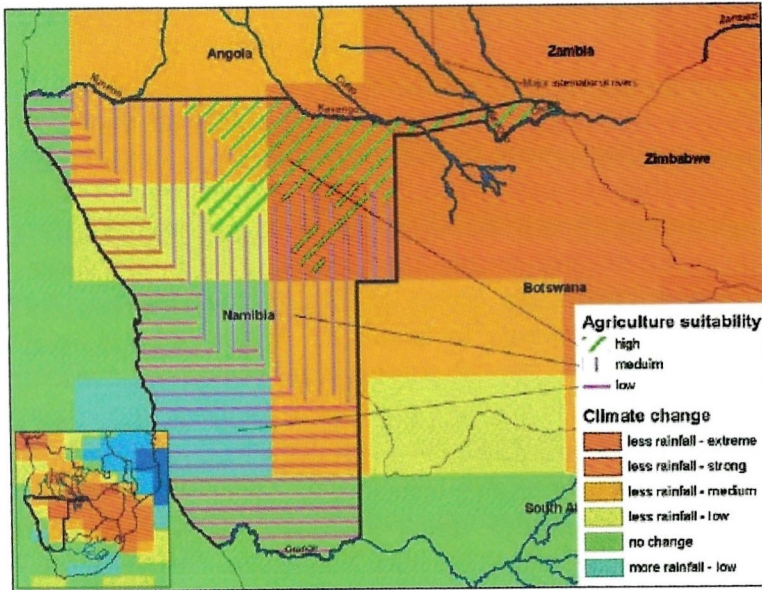 Angola
Zambia
Zambezi
Kunene
Cuito
Major international rivers
Kavango
Zimbabwe
Botswana
Namibia
Agriculture suitability
high
meduim
low
Climate change
less rainfall - extreme
less rainfall - strong
less rainfall - medium
less rainfall - low
no change
more rainfall - low
South Af
Orange